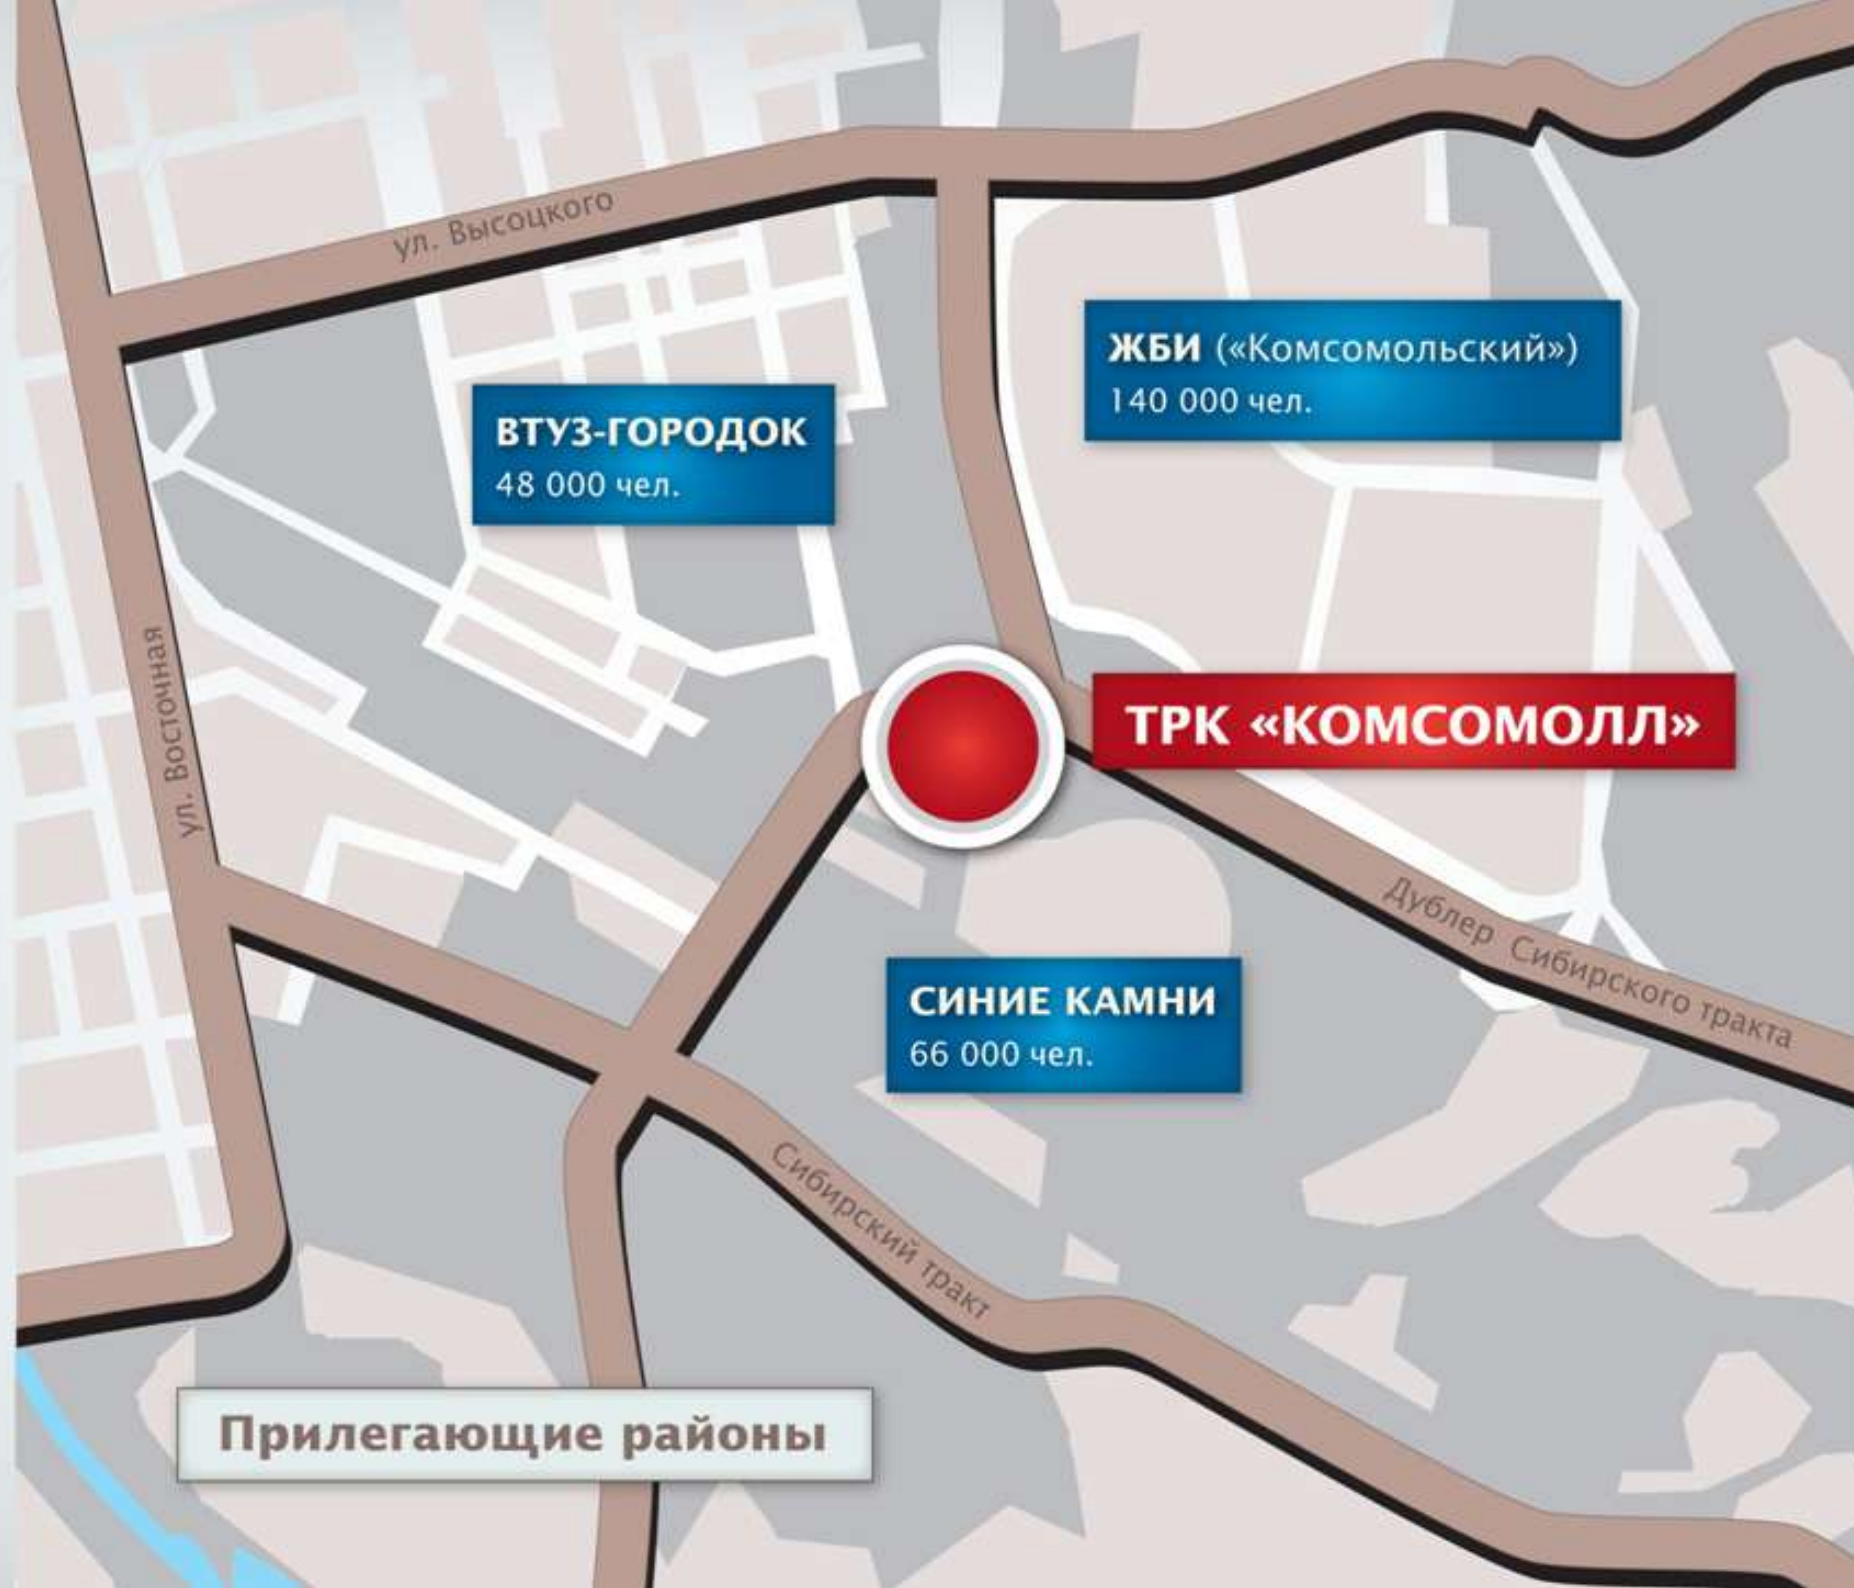 ул. Высоцкого
ЖБИ («Комсомольский»)
140 000 чел.
ВТУЗ-ГОРОДОК
48 000 чел.
ул. Восточная
ТРК «КОМСОМОЛЛ»
Дублер Сибирского тракта
СИНИЕ КАМНИ
66 000 чел.
Сибирский тракт
Прилегающие районы